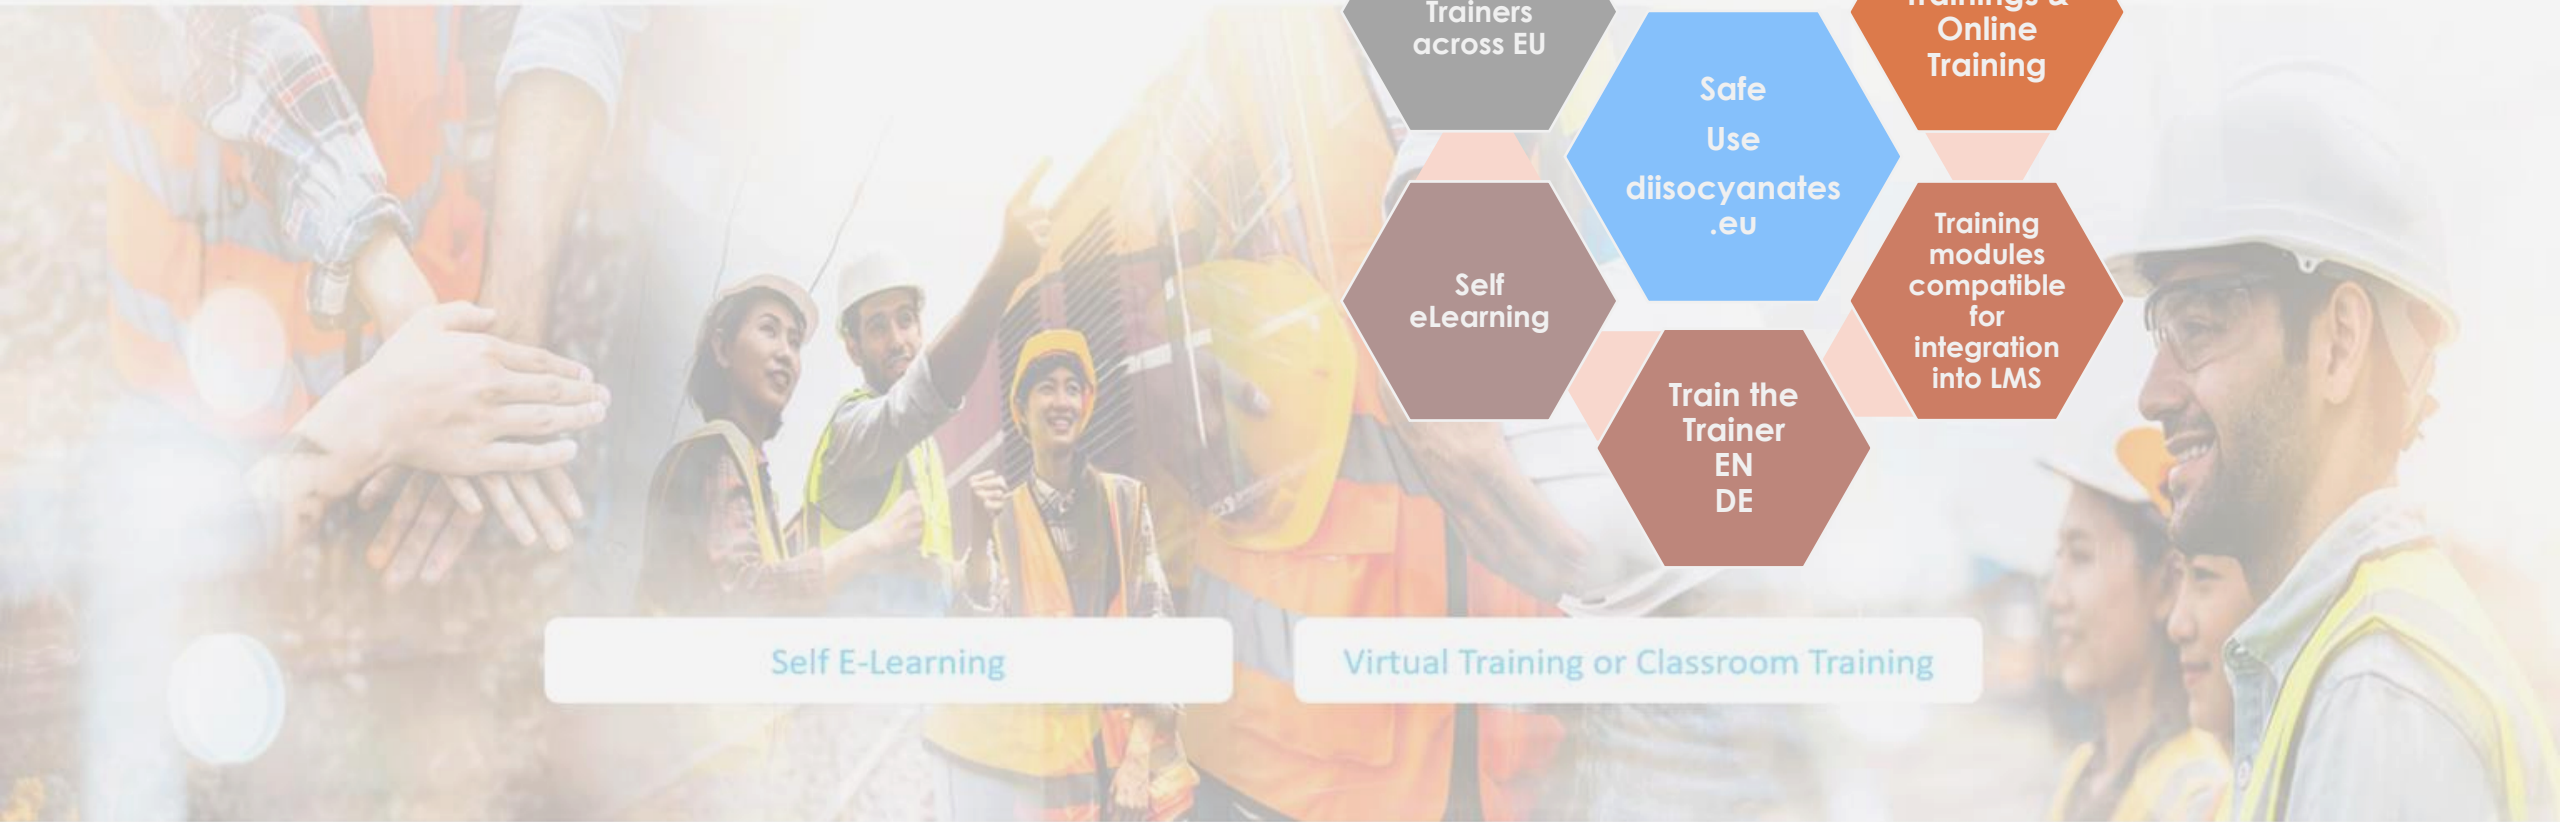 Trainers
across EU
Trainings &
Online
Training
Safe
Use
diisocyanates
.eu
Self
eLearning
Training
modules
compatible
for
integration
into LMS
Train the
Trainer
EN
DE
Self E-Learning
Virtual Training or Classroom Training